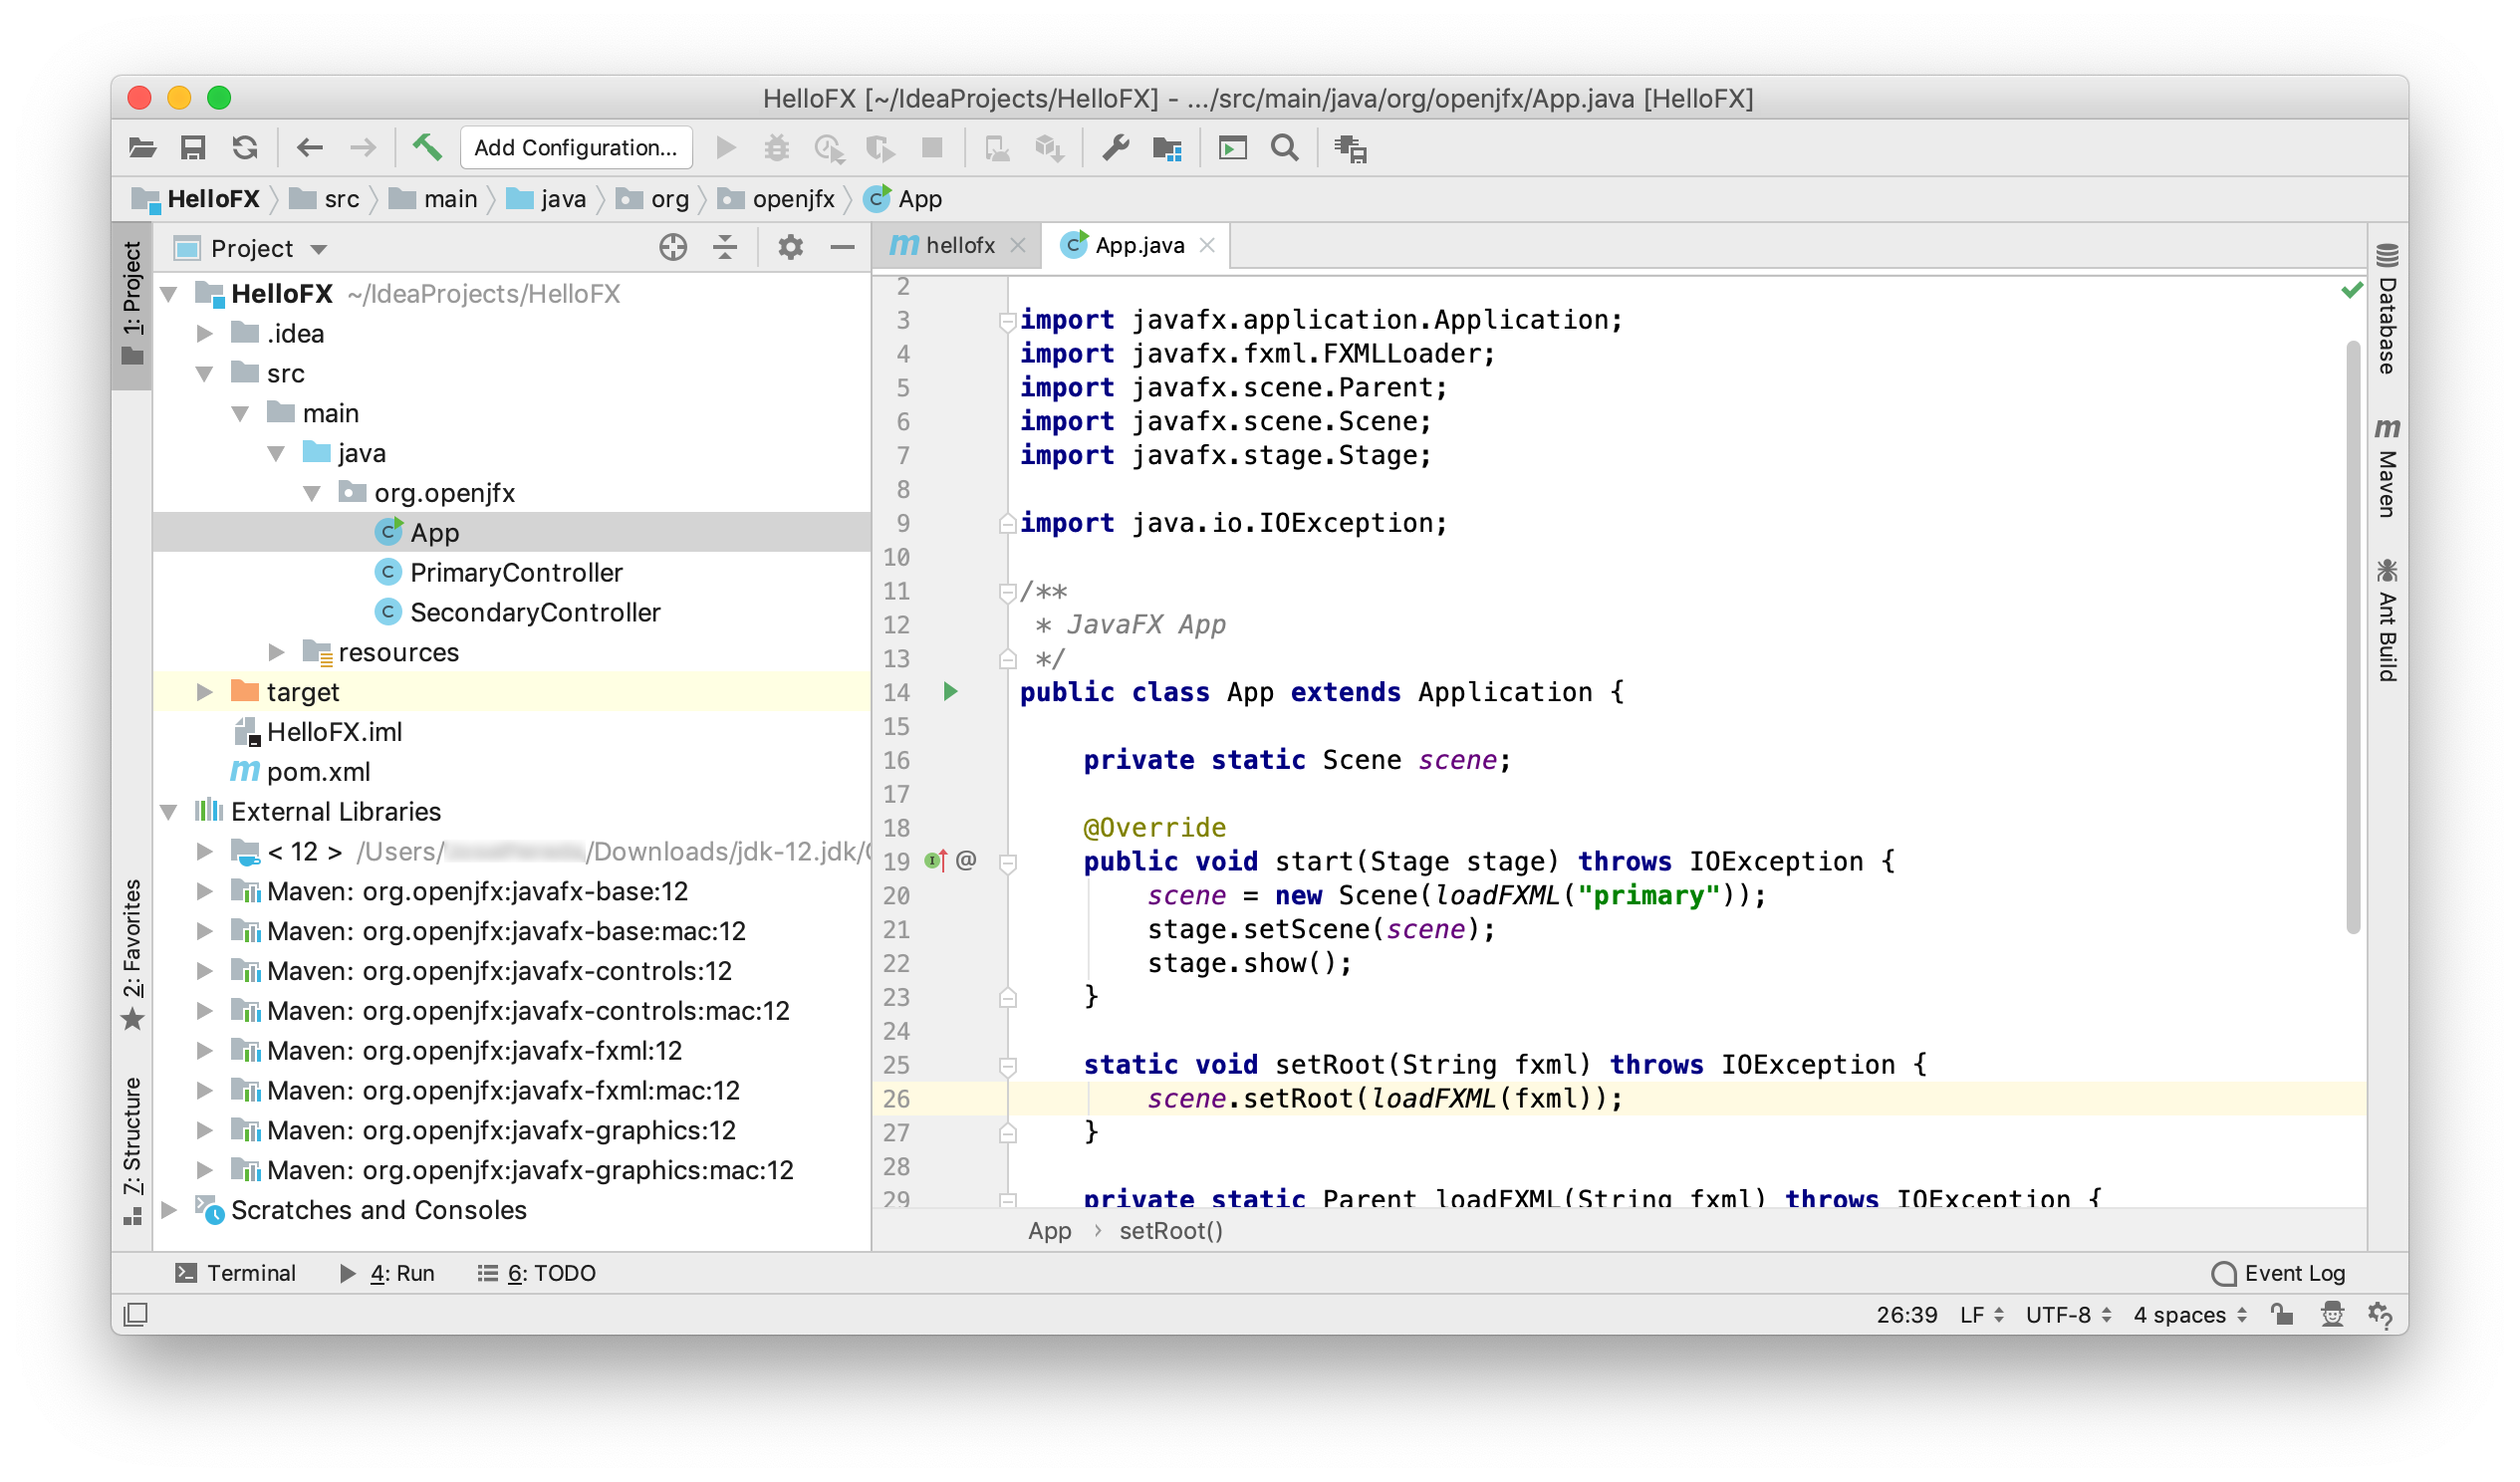 HelloFX [~/IdeaProjects/HelloFX] - .../src/main/java/org/openjfx/App.java [HelloFX]
Add Configuration...
HelloFX src main java org openjfx App
1: Project
2: Favorites
7: Structure
Project
HelloFX ~/IdeaProjects/HelloFX
.idea
src
main
java
org.openjfx
App
PrimaryController
SecondaryController
resources
target
HelloFX.iml
pom.xml
External Libraries
< 12 > /Users/ /Downloads/jdk-12.jdk/
Maven: org.openjfx:javafx-base:12
Maven: org.openjfx:javafx-base:mac:12
Maven: org.openjfx:javafx-controls:12
Maven: org.openjfx:javafx-controls:mac:12
Maven: org.openjfx:javafx-fxml:12
Maven: org.openjfx:javafx-fxml:mac:12
Maven: org.openjfx:javafx-graphics:12
Maven: org.openjfx:javafx-graphics:mac:12
Scratches and Consoles
hellofx App.java
2
3 import javafx.application.Application;
4 import javafx.fxml.FXMLLoader;
5 import javafx.scene.Parent;
6 import javafx.scene.Scene;
7 import javafx.stage.Stage;
8
9 import java.io.IOException;
10
11 /**
12 * JavaFX App
13 */
14 public class App extends Application {
15
16 private static Scene scene;
17
18 @Override
19 public void start(Stage stage) throws IOException {
20 scene = new Scene(loadFXML("primary"));
21 stage.setScene(scene);
22 stage.show();
23 }
24
25 static void setRoot(String fxml) throws IOException {
26 scene.setRoot(loadFXML(fxml));
27 }
28
29 private static Parent loadFXML(String fxml) throws IOException {
App › setRoot()
Database
Maven
Ant Build
Terminal 4: Run 6: TODO Event Log
26:39 LF UTF-8 4 spaces